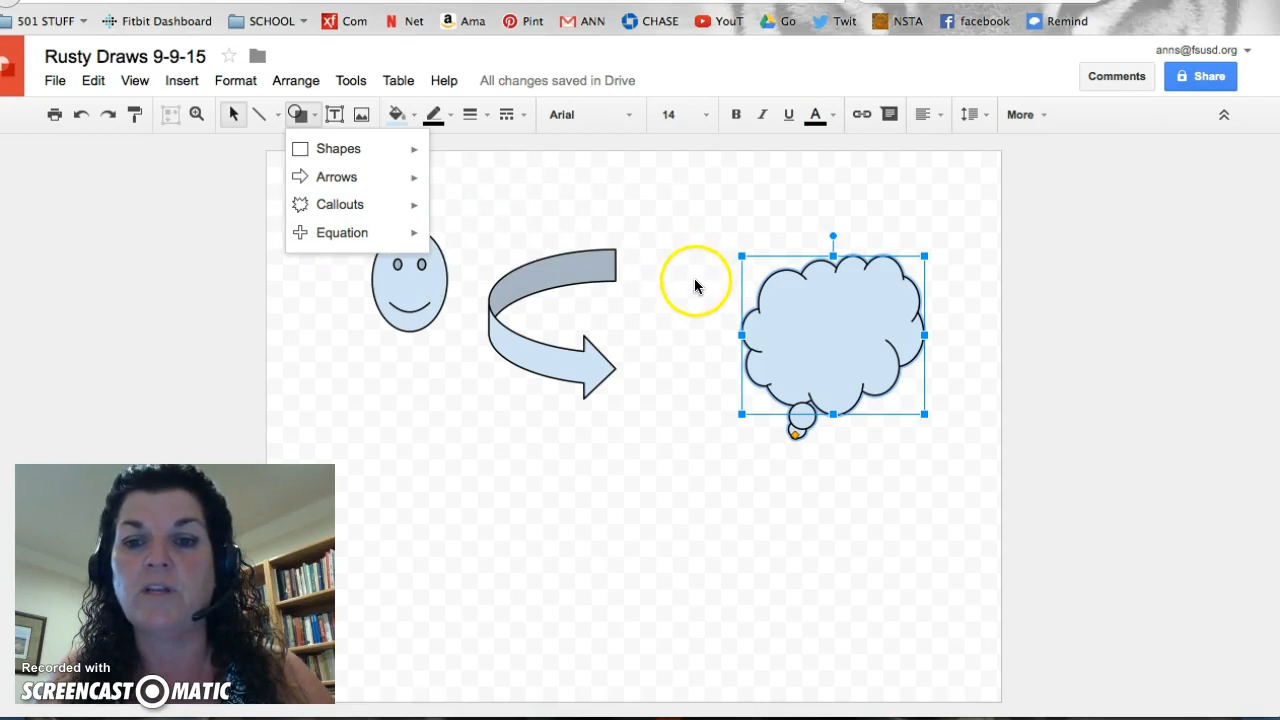 501 STUFF Fitbit Dashboard SCHOOL Com Net Ama Pint ANN CHASE YouT Go Twit NSTA facebook Remind
Rusty Draws 9-9-15
anns@fsusd.org
File Edit View Insert Format Arrange Tools Table Help All changes saved in Drive
Comments Share
Arial 14 B I U A More
Shapes
Arrows
Callouts
Equation
Recorded with
SCREENCAST MATIC